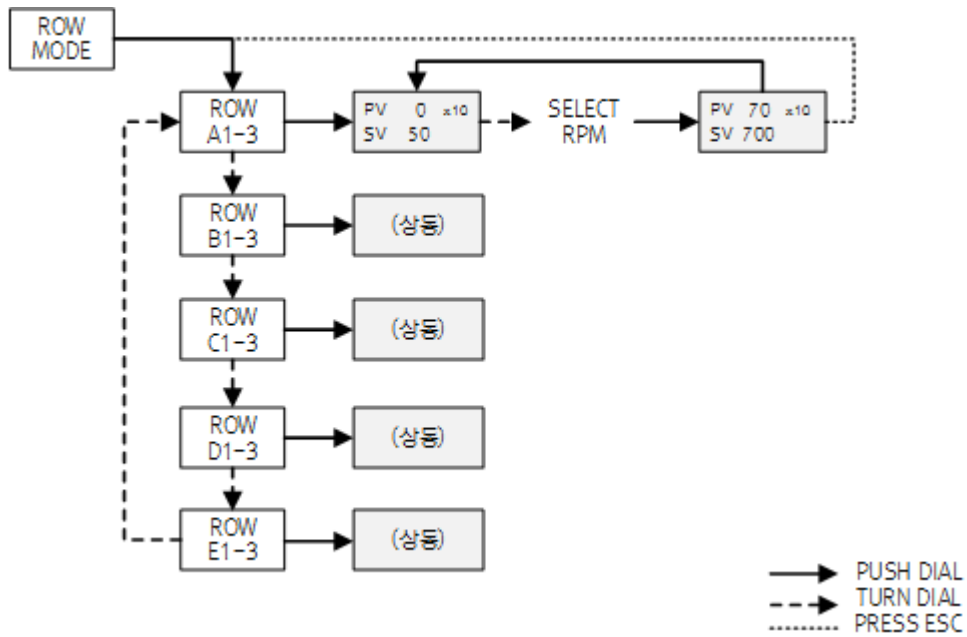 ROW
MODE
ROW
A1-3
PV 0 x10
SV 50
SELECT
RPM
PV 70 x10
SV 700
ROW
B1-3
(상동)
ROW
C1-3
(상동)
ROW
D1-3
(상동)
ROW
E1-3
(상동)
PUSH DIAL
TURN DIAL
PRESS ESC